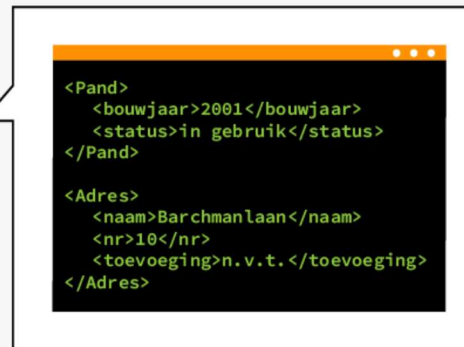 <Pand>
<bouwjaar>2001</bouwjaar>
<status>in gebruik</status>
</Pand>
<Adres>
<naam>Barchmanlaan</naam>
<nr>10</nr>
<toevoeging>n.v.t.</toevoeging>
</Adres>